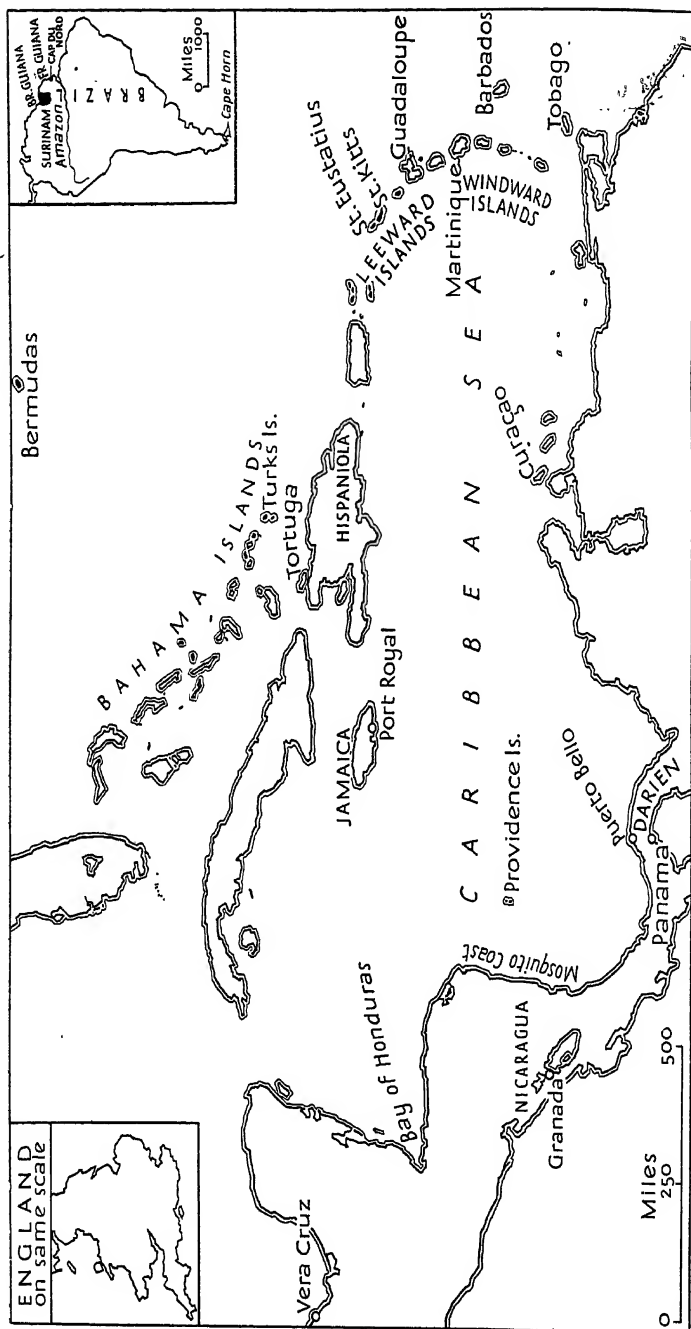 ENGLAND
on same scale
Bermudas
BR. GUIANA
SURINAM
FR. GUIANA
CAP DU
NORD
Amazon
BRAZI
Miles
0 1000
Cape Horn
BAHAMA ISLANDS
Turks Is.
Tortuga
HISPANIOLA
JAMAICA
Port Royal
St. Eustatius
St. Kitts
Guadaloupe
LEEWARD
ISLANDS
Martinique
Barbados
WINDWARD
ISLANDS
Tobago
CARIBBEAN SEA
Curaçao
Vera Cruz
Bay of Honduras
Providence Is.
Mosquito Coast
NICARAGUA
Granada
Puerto Bello
DARIEN
Panama
Miles
0 250 500